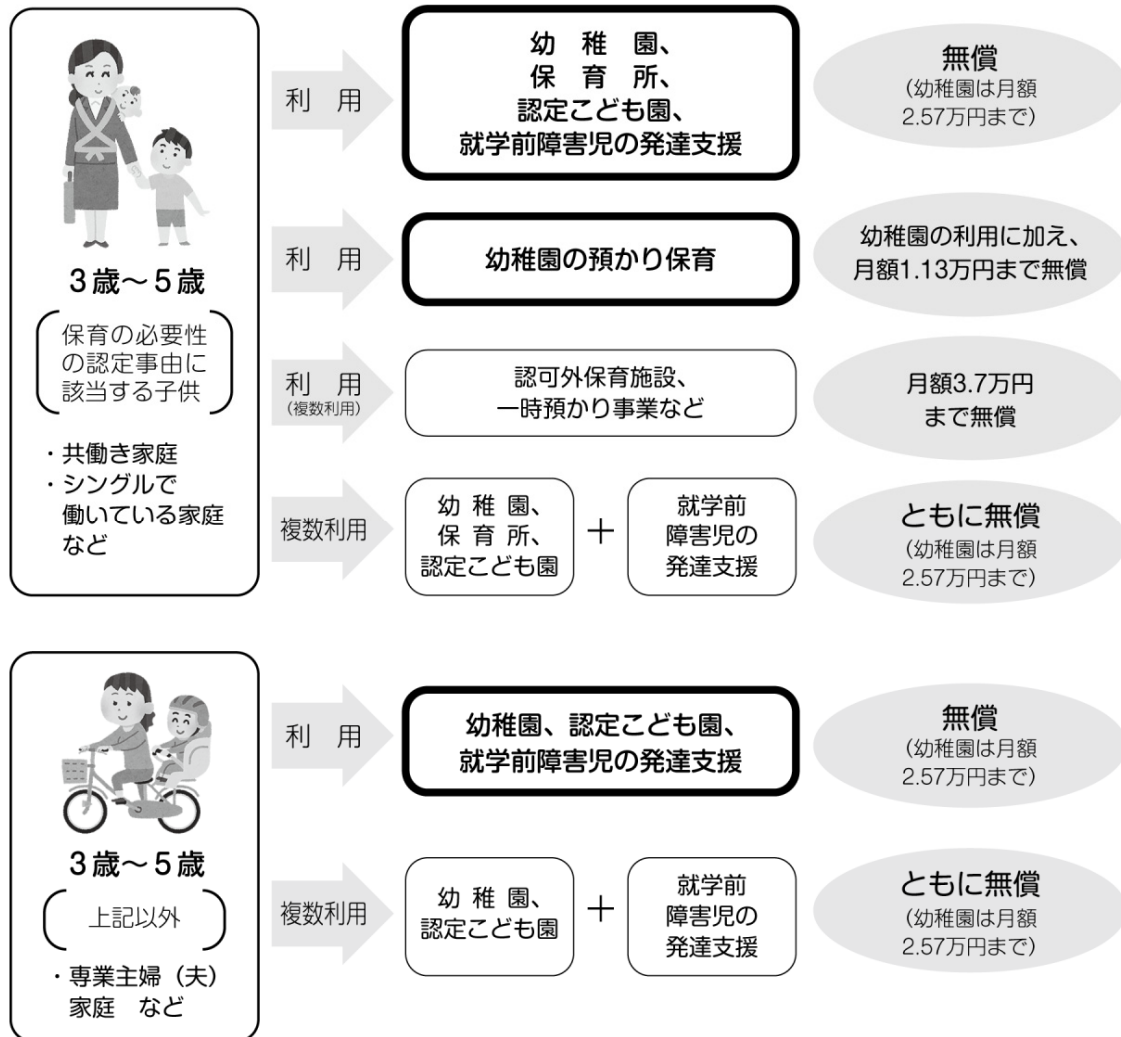 3歳～5歳
保育の必要性
の認定事由に
該当する子供
・共働き家庭
・シングルで
働いている家庭
など
利 用
幼 稚 園、
保 育 所、
認定こども園、
就学前障害児の発達支援
無償
(幼稚園は月額
2.57万円まで)
利 用
幼稚園の預かり保育
幼稚園の利用に加え、
月額1.13万円まで無償
利 用
(複数利用)
認可外保育施設、
一時預かり事業など
月額3.7万円
まで無償
複数利用
幼 稚 園、
保 育 所、
認定こども園
+
就学前
障害児の
発達支援
ともに無償
(幼稚園は月額
2.57万円まで)
3歳～5歳
上記以外
・専業主婦（夫）
家庭 など
利 用
幼稚園、認定こども園、
就学前障害児の発達支援
無償
(幼稚園は月額
2.57万円まで)
複数利用
幼 稚 園、
認定こども園
+
就学前
障害児の
発達支援
ともに無償
(幼稚園は月額
2.57万円まで)